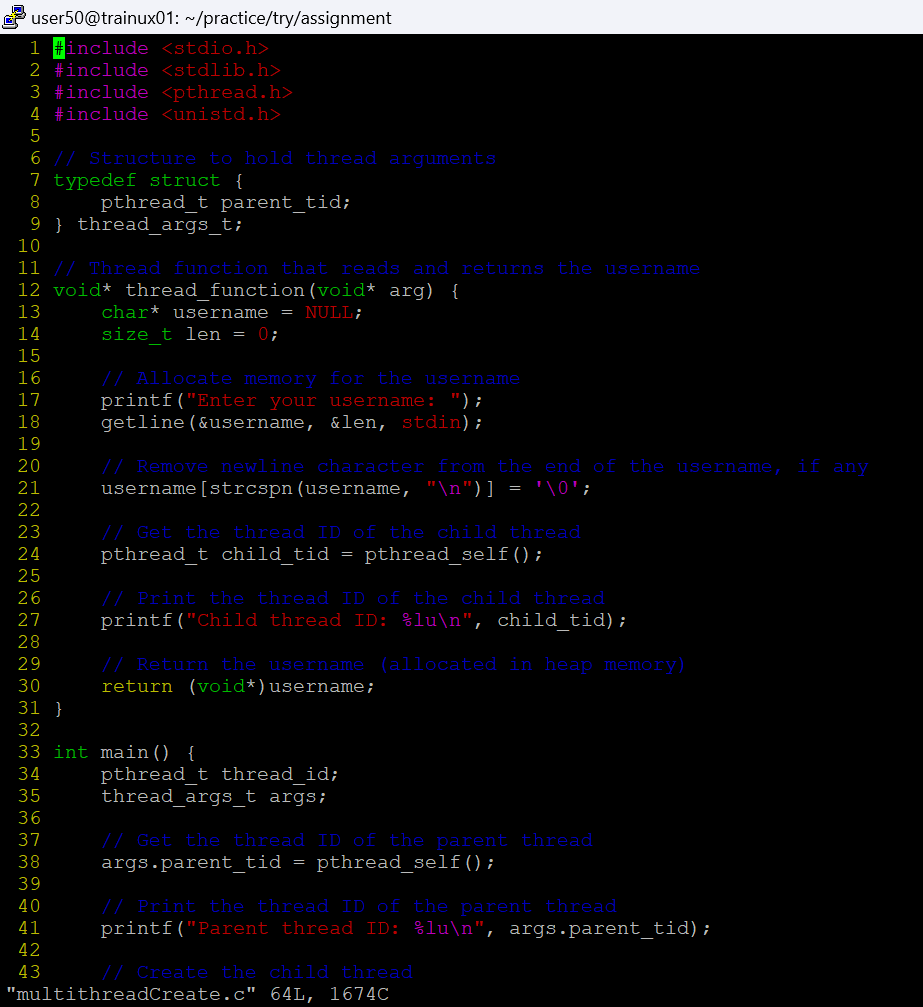 user50@trainux01: ~/practice/try/assignment
1 #include <stdio.h>
2 #include <stdlib.h>
3 #include <pthread.h>
4 #include <unistd.h>
5
6 // Structure to hold thread arguments
7 typedef struct {
8     pthread_t parent_tid;
9 } thread_args_t;
10
11 // Thread function that reads and returns the username
12 void* thread_function(void* arg) {
13     char* username = NULL;
14     size_t len = 0;
15
16     // Allocate memory for the username
17     printf("Enter your username: ");
18     getline(&username, &len, stdin);
19
20     // Remove newline character from the end of the username, if any
21     username[strcspn(username, "\n")] = '\0';
22
23     // Get the thread ID of the child thread
24     pthread_t child_tid = pthread_self();
25
26     // Print the thread ID of the child thread
27     printf("Child thread ID: %lu\n", child_tid);
28
29     // Return the username (allocated in heap memory)
30     return (void*)username;
31 }
32
33 int main() {
34     pthread_t thread_id;
35     thread_args_t args;
36
37     // Get the thread ID of the parent thread
38     args.parent_tid = pthread_self();
39
40     // Print the thread ID of the parent thread
41     printf("Parent thread ID: %lu\n", args.parent_tid);
42
43     // Create the child thread
"multithreadCreate.c" 64L, 1674C